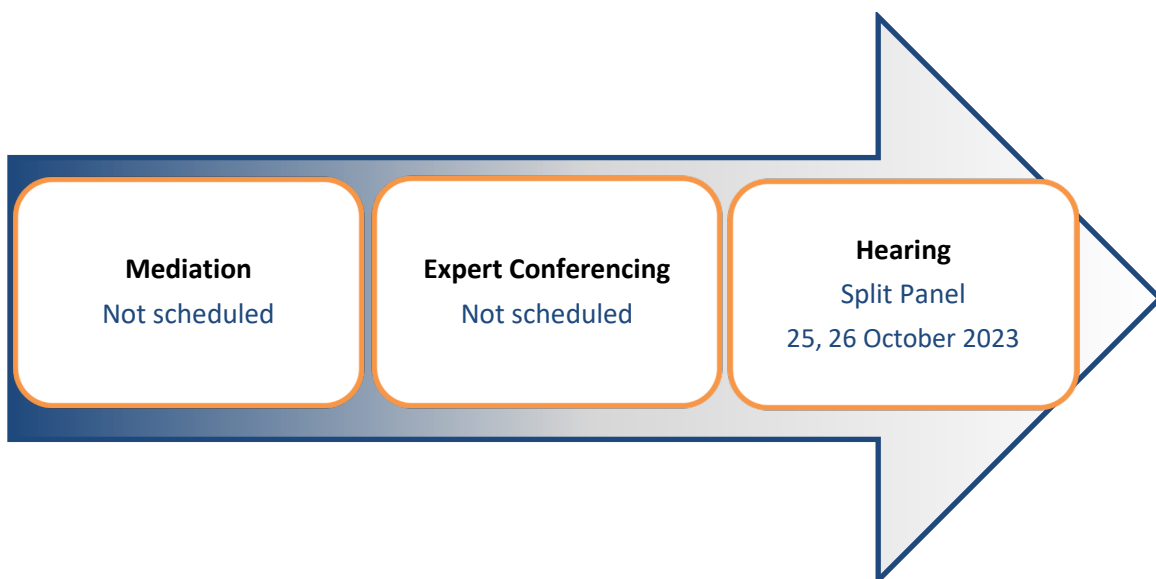 Mediation
Not scheduled
Expert Conferencing
Not scheduled
Hearing
Split Panel
25, 26 October 2023